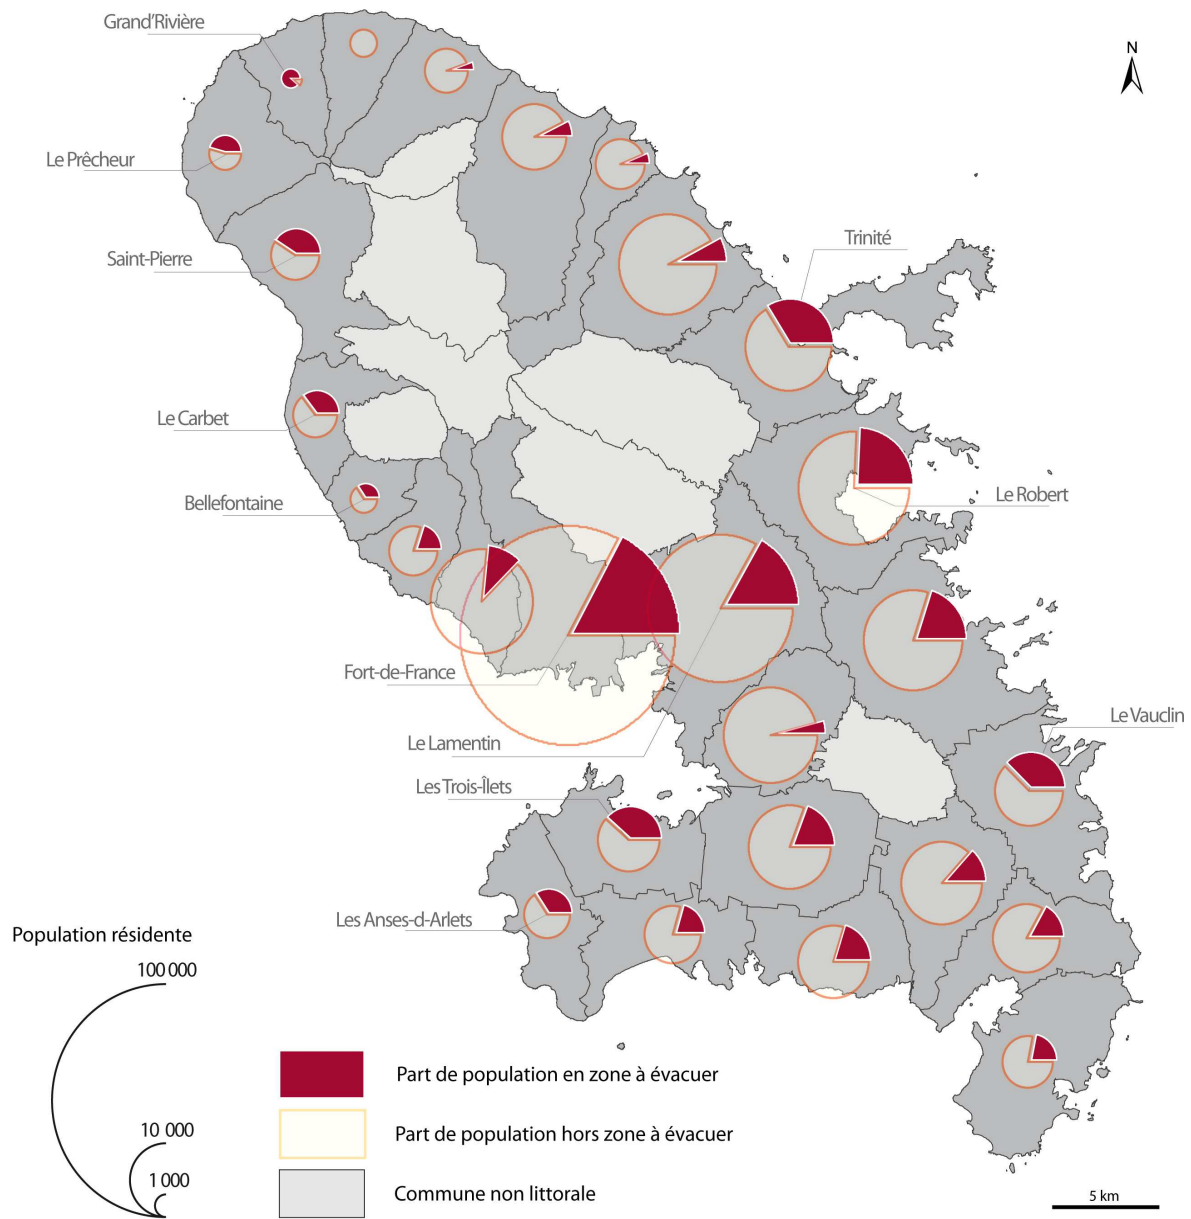 Grand'Rivière
N
Le Prêcheur
Trinité
Saint-Pierre
Le Carbet
Bellefontaine
Le Robert
Fort-de-France
Le Vauclin
Le Lamentin
Les Trois-Îlets
Les Anses-d-Arlets
Population résidente
100 000
10 000
1 000
Part de population en zone à évacuer
Part de population hors zone à évacuer
Commune non littorale
5 km